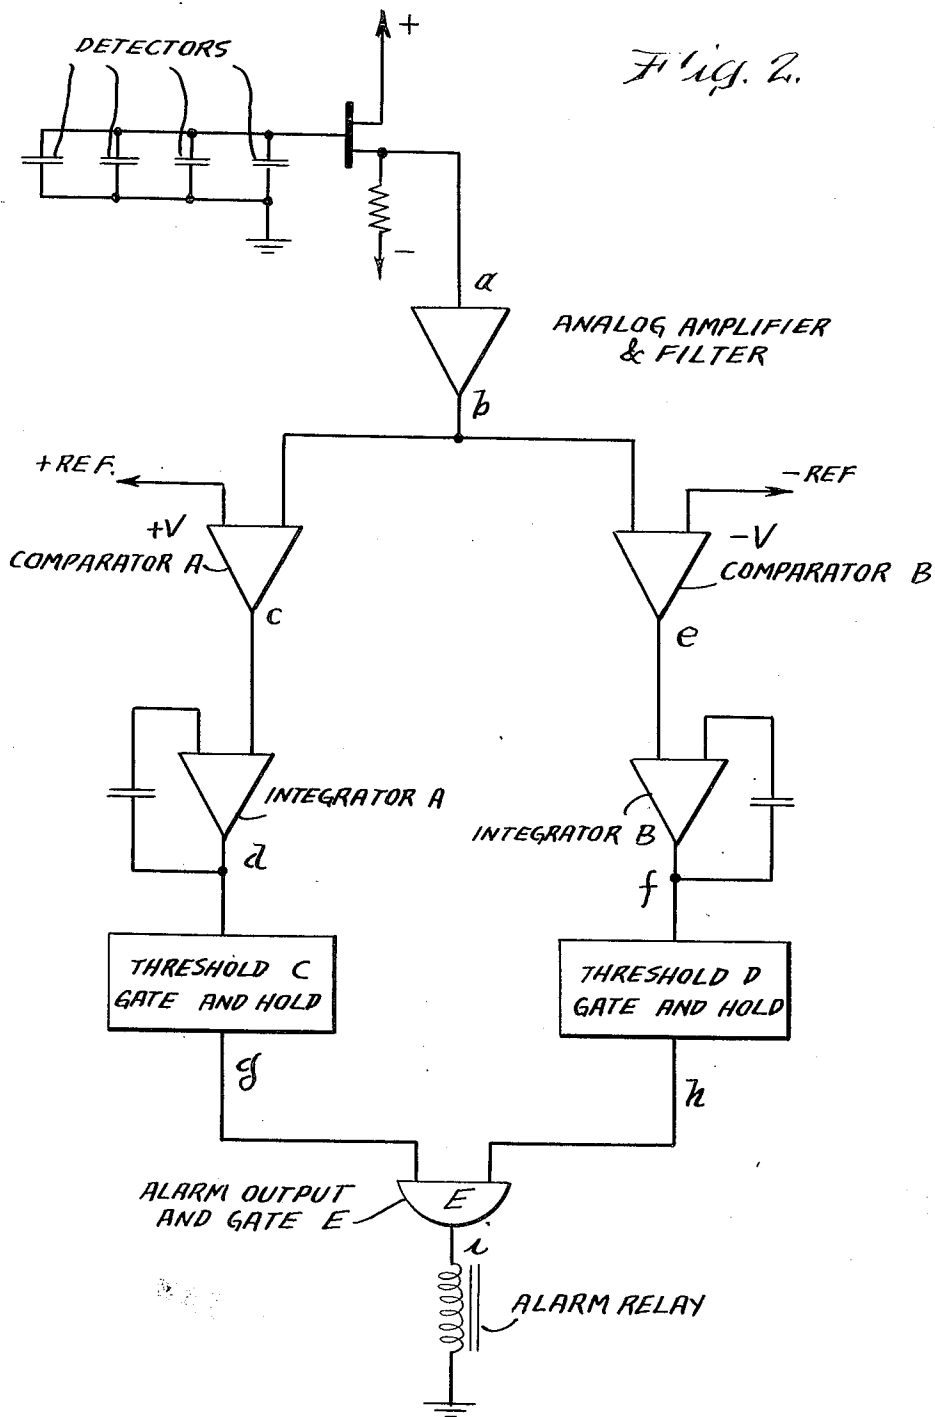 DETECTORS
+
Fig. 2.
−
a
ANALOG AMPLIFIER
& FILTER
b
+REF.
−REF
+V
−V
COMPARATOR A
COMPARATOR B
c
e
INTEGRATOR A
INTEGRATOR B
d
f
THRESHOLD C
GATE AND HOLD
THRESHOLD D
GATE AND HOLD
g
h
ALARM OUTPUT
AND GATE E
E
i
ALARM RELAY